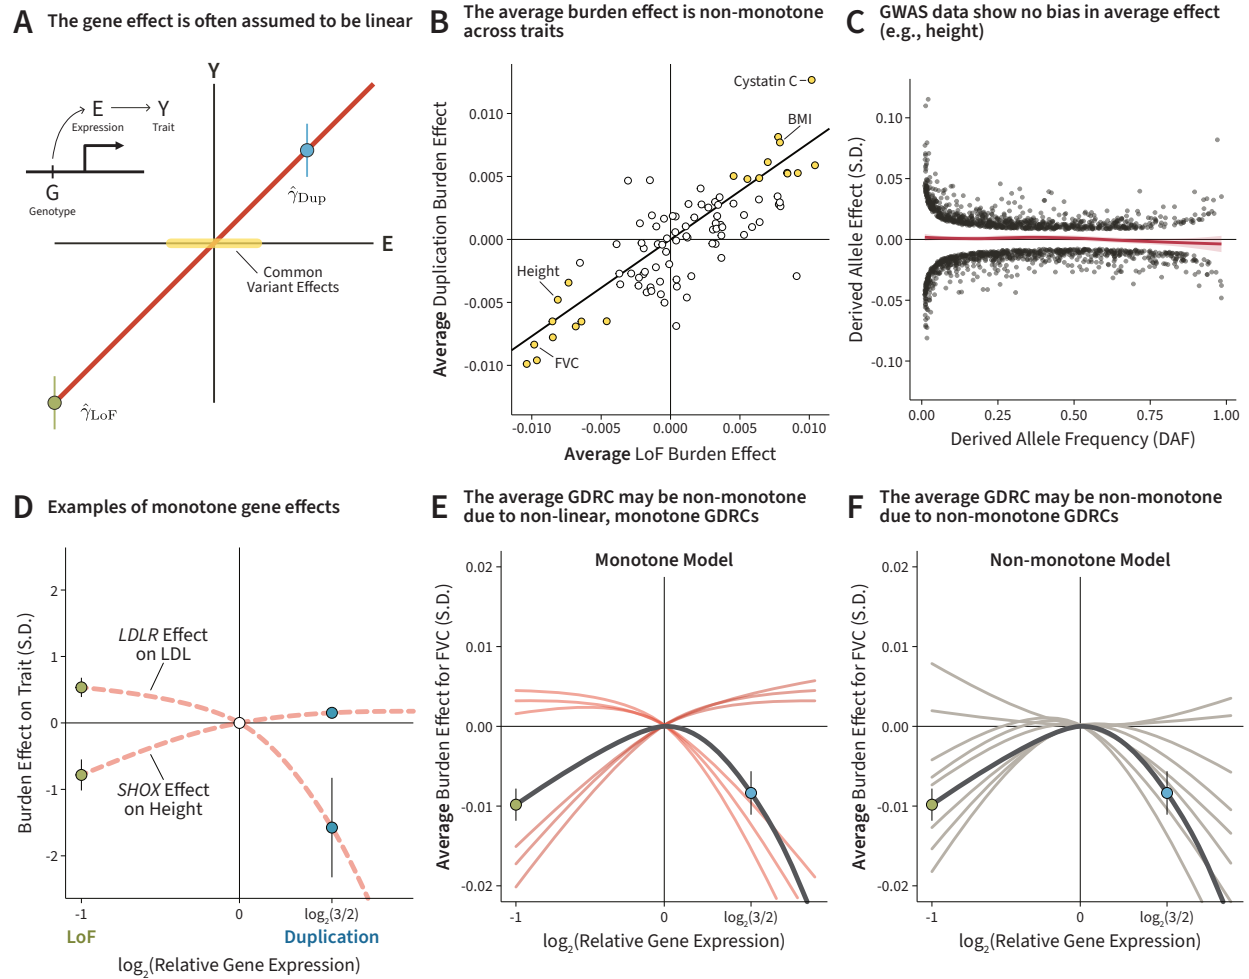 A The gene effect is often assumed to be linear
Y
E
Y
Expression
Trait
G
Genotype
γ̂Dup
E
Common
Variant Effects
γ̂LoF
B The average burden effect is non-monotone
across traits
Average Duplication Burden Effect
0.010
0.005
0.000
-0.005
-0.010
Cystatin C
BMI
Height
FVC
-0.010 -0.005 0.000 0.005 0.010
Average LoF Burden Effect
C GWAS data show no bias in average effect
(e.g., height)
Derived Allele Effect (S.D.)
0.10
0.05
0.00
-0.05
-0.10
0.00 0.25 0.50 0.75 1.00
Derived Allele Frequency (DAF)
D Examples of monotone gene effects
Burden Effect on Trait (S.D.)
2
1
0
-1
-2
LDLR Effect
on LDL
SHOX Effect
on Height
-1 0 log2(3/2)
LoF Duplication
log2(Relative Gene Expression)
E The average GDRC may be non-monotone
due to non-linear, monotone GDRCs
Monotone Model
Average Burden Effect for FVC (S.D.)
0.02
0.01
0.00
-0.01
-0.02
-1 0 log2(3/2)
log2(Relative Gene Expression)
F The average GDRC may be non-monotone
due to non-monotone GDRCs
Non-monotone Model
Average Burden Effect for FVC (S.D.)
0.02
0.01
0.00
-0.01
-0.02
-1 0 log2(3/2)
log2(Relative Gene Expression)